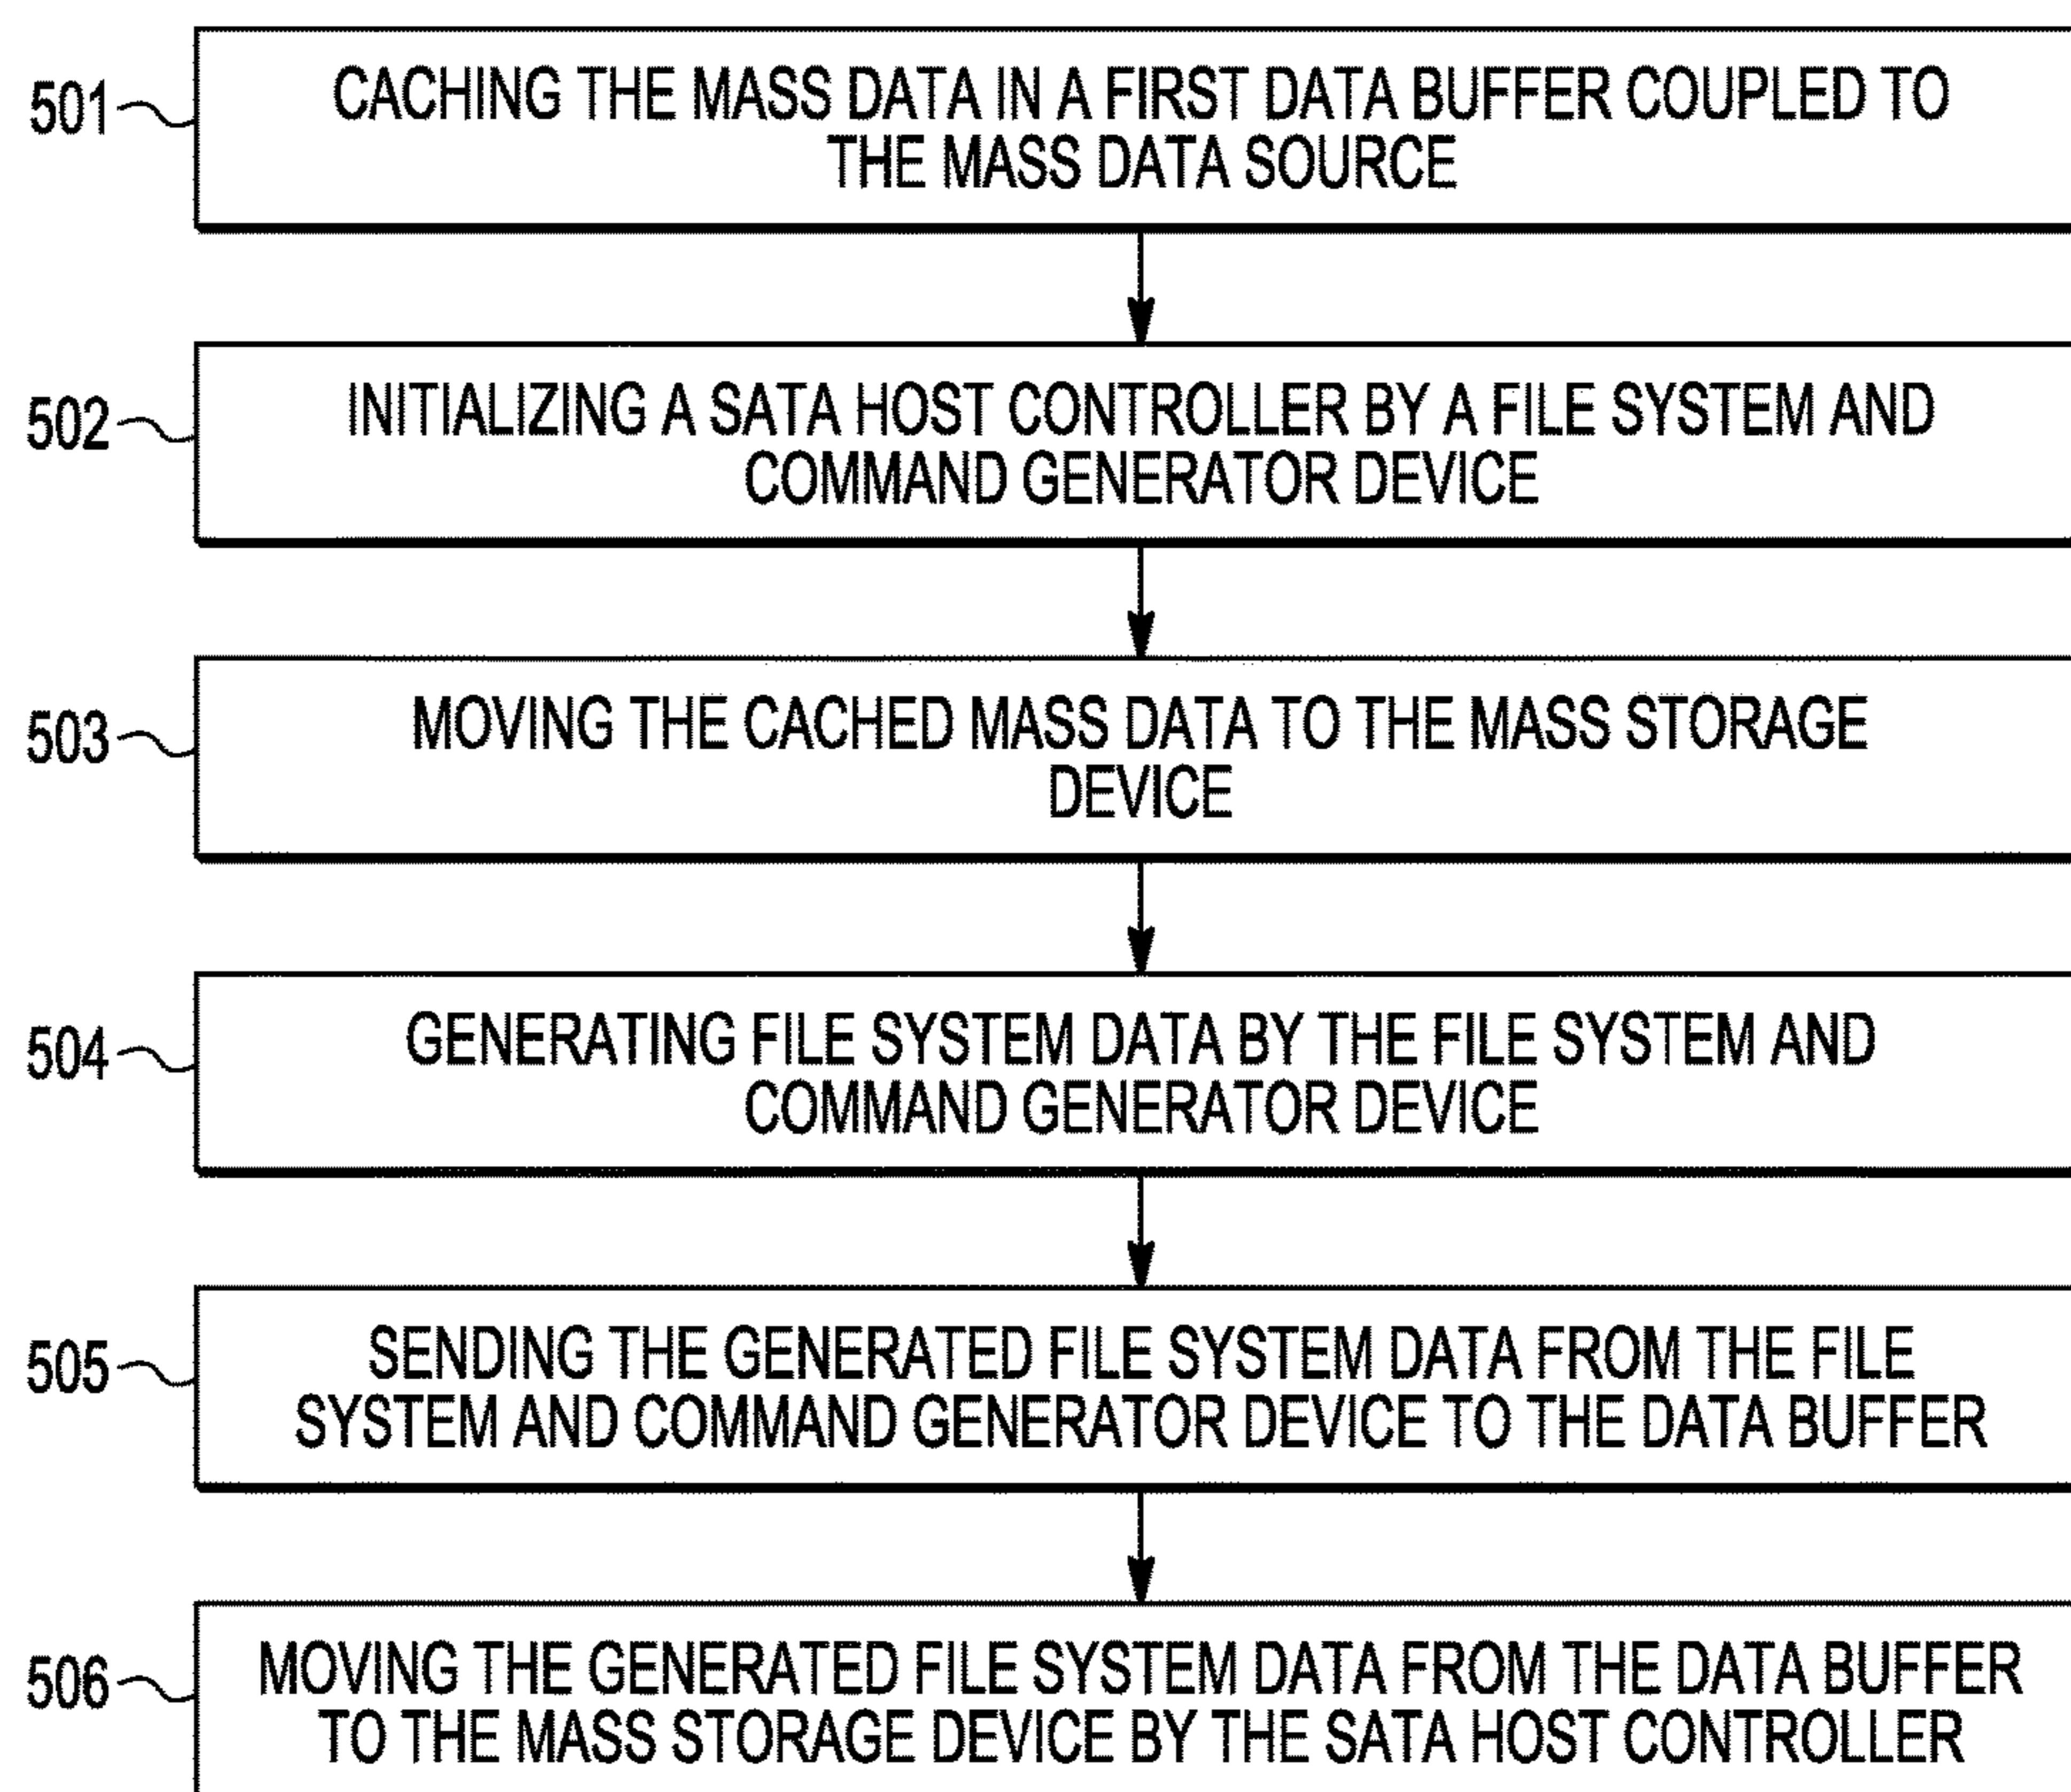 501
CACHING THE MASS DATA IN A FIRST DATA BUFFER COUPLED TO
THE MASS DATA SOURCE
502
INITIALIZING A SATA HOST CONTROLLER BY A FILE SYSTEM AND
COMMAND GENERATOR DEVICE
503
MOVING THE CACHED MASS DATA TO THE MASS STORAGE
DEVICE
504
GENERATING FILE SYSTEM DATA BY THE FILE SYSTEM AND
COMMAND GENERATOR DEVICE
505
SENDING THE GENERATED FILE SYSTEM DATA FROM THE FILE
SYSTEM AND COMMAND GENERATOR DEVICE TO THE DATA BUFFER
506
MOVING THE GENERATED FILE SYSTEM DATA FROM THE DATA BUFFER
TO THE MASS STORAGE DEVICE BY THE SATA HOST CONTROLLER